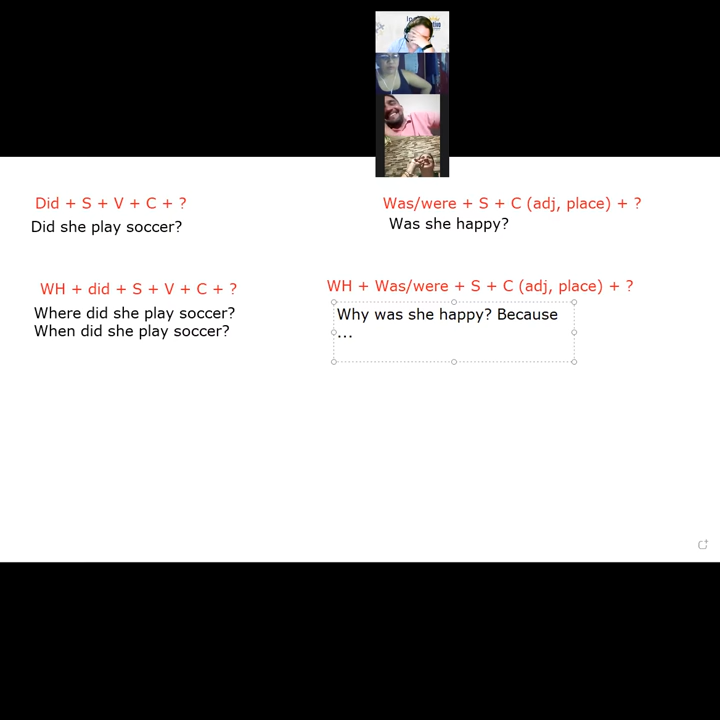 Did + S + V + C + ?
Did she play soccer?
Was/were + S + C (adj, place) + ?
Was she happy?
WH + did + S + V + C + ?
Where did she play soccer?
When did she play soccer?
WH + Was/were + S + C (adj, place) + ?
Why was she happy? Because
...